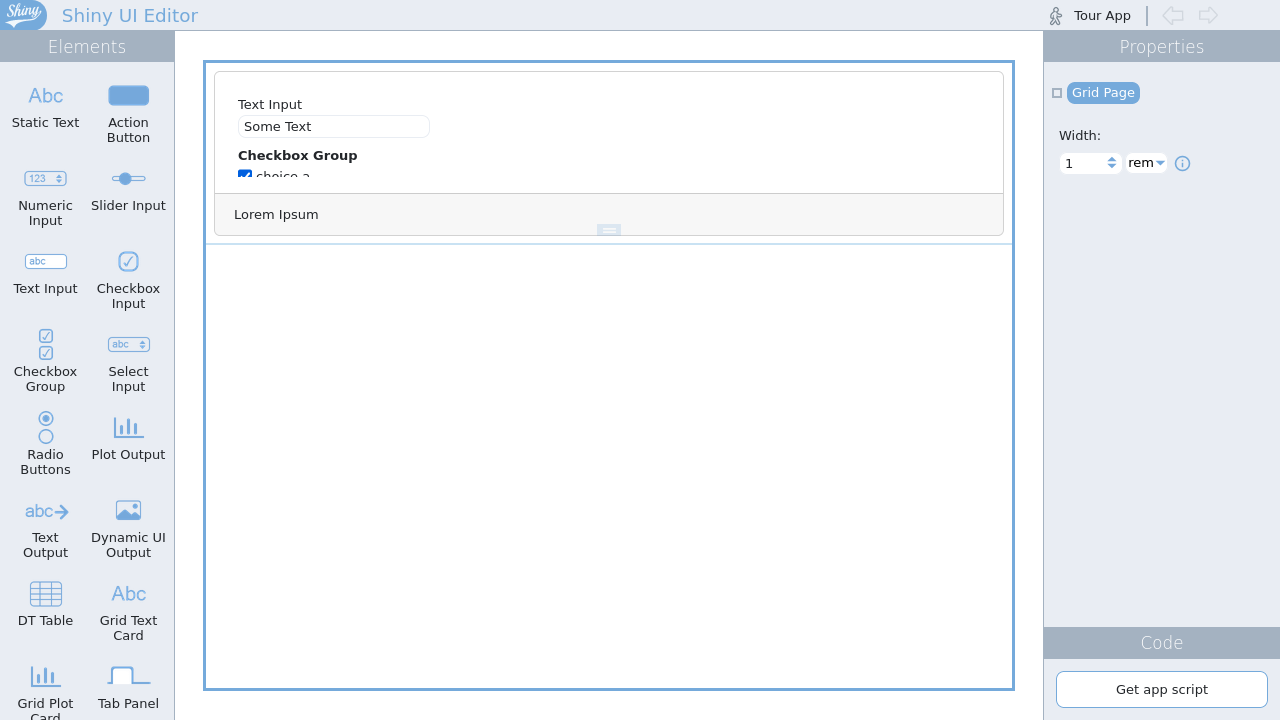 Shiny
Shiny UI Editor
Tour App
Elements
Properties
Abc
Static Text
Action
Button
123
Numeric
Input
Slider Input
abc
Text Input
Checkbox
Input
Checkbox
Group
abc
Select
Input
Radio
Buttons
Plot Output
abc
Text
Output
Dynamic UI
Output
DT Table
Abc
Grid Text
Card
Grid Plot
Card
Tab Panel
Text Input
Some Text
Checkbox Group
choice a
Lorem Ipsum
Grid Page
Width:
1
rem
Code
Get app script